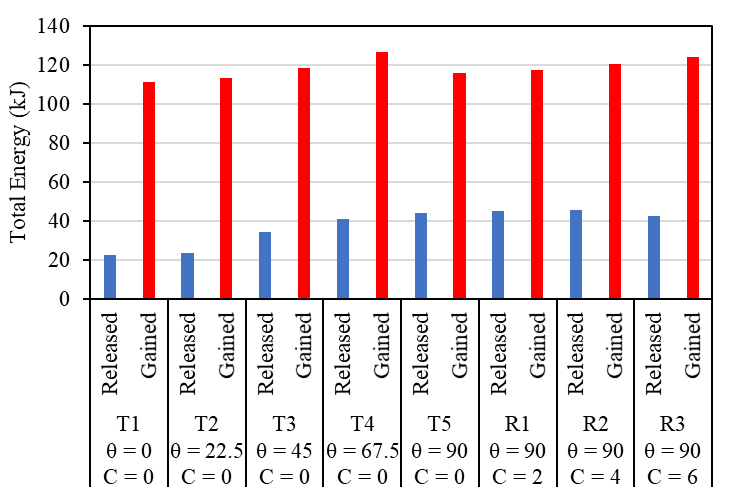 140
120
100
80
60
40
20
0
Total Energy (kJ)
Released Gained Released Gained Released Gained Released Gained Released Gained Released Gained Released Gained Released Gained
T1 T2 T3 T4 T5 R1 R2 R3
θ = 0 θ = 22.5 θ = 45 θ = 67.5 θ = 90 θ = 90 θ = 90 θ = 90
C = 0 C = 0 C = 0 C = 0 C = 0 C = 2 C = 4 C = 6